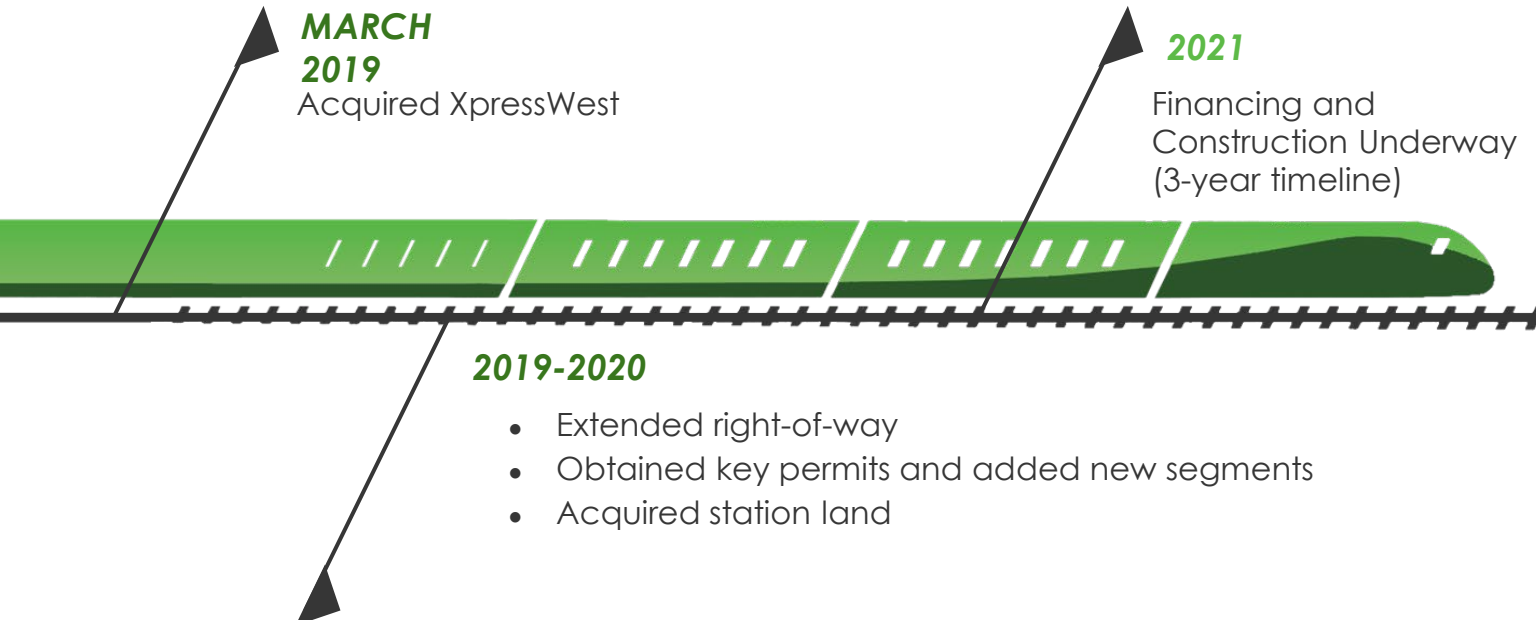 MARCH
2019
Acquired XpressWest
2021
Financing and
Construction Underway
(3-year timeline)
2019-2020
• Extended right-of-way
• Obtained key permits and added new segments
• Acquired station land